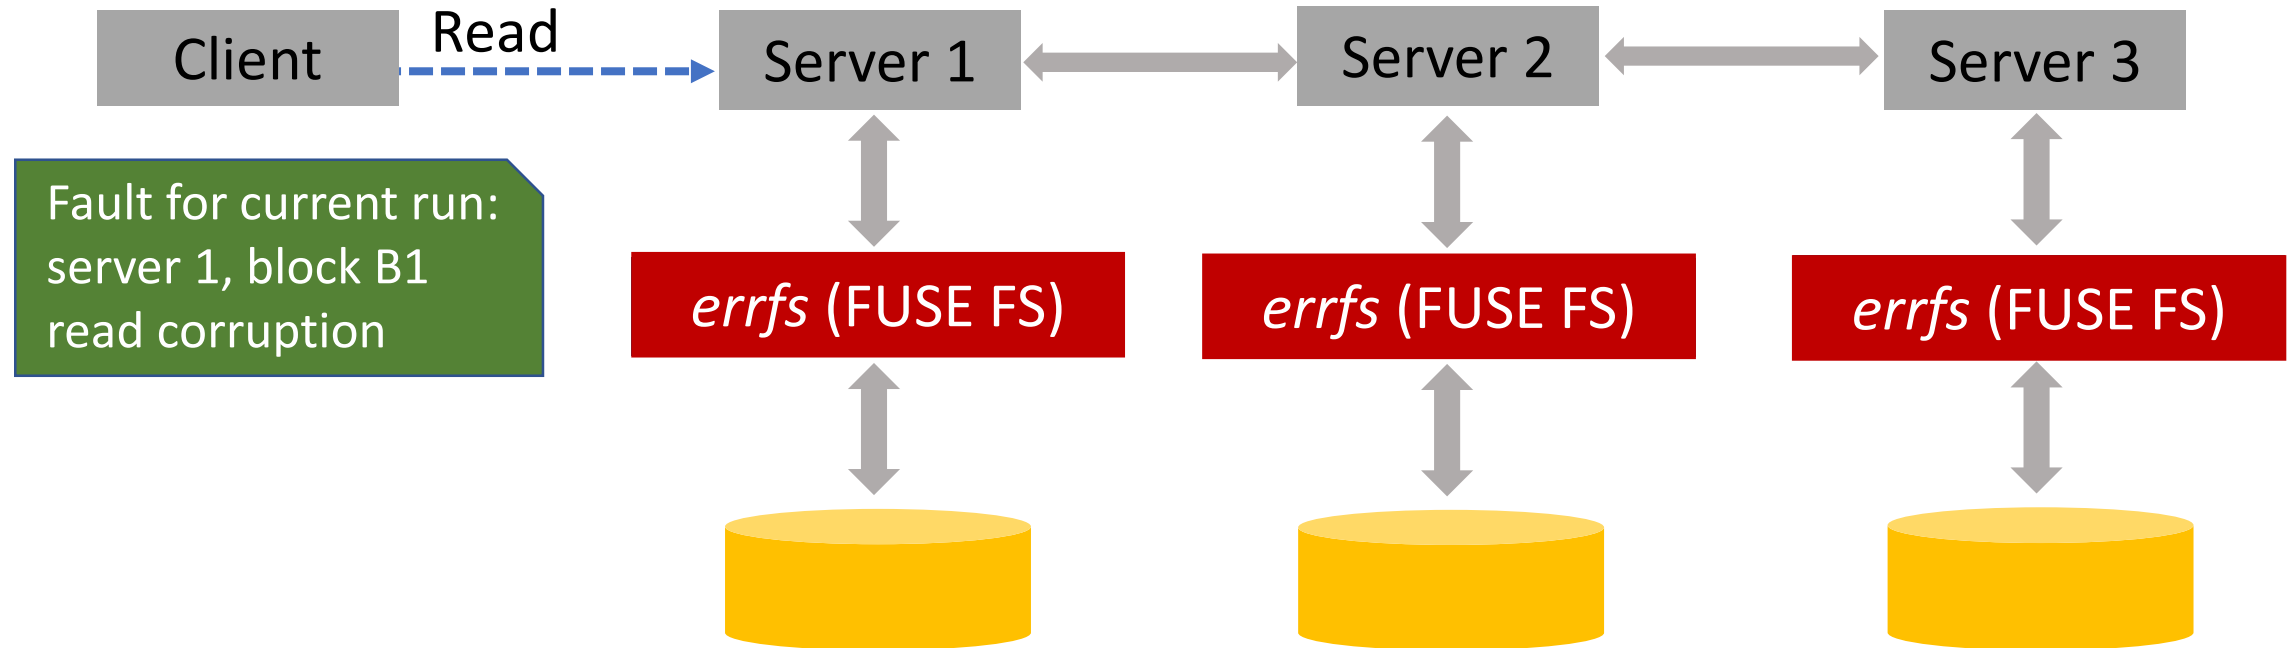 Client
Read
Server 1
Server 2
Server 3
Fault for current run:
server 1, block B1
read corruption
errfs (FUSE FS)
errfs (FUSE FS)
errfs (FUSE FS)